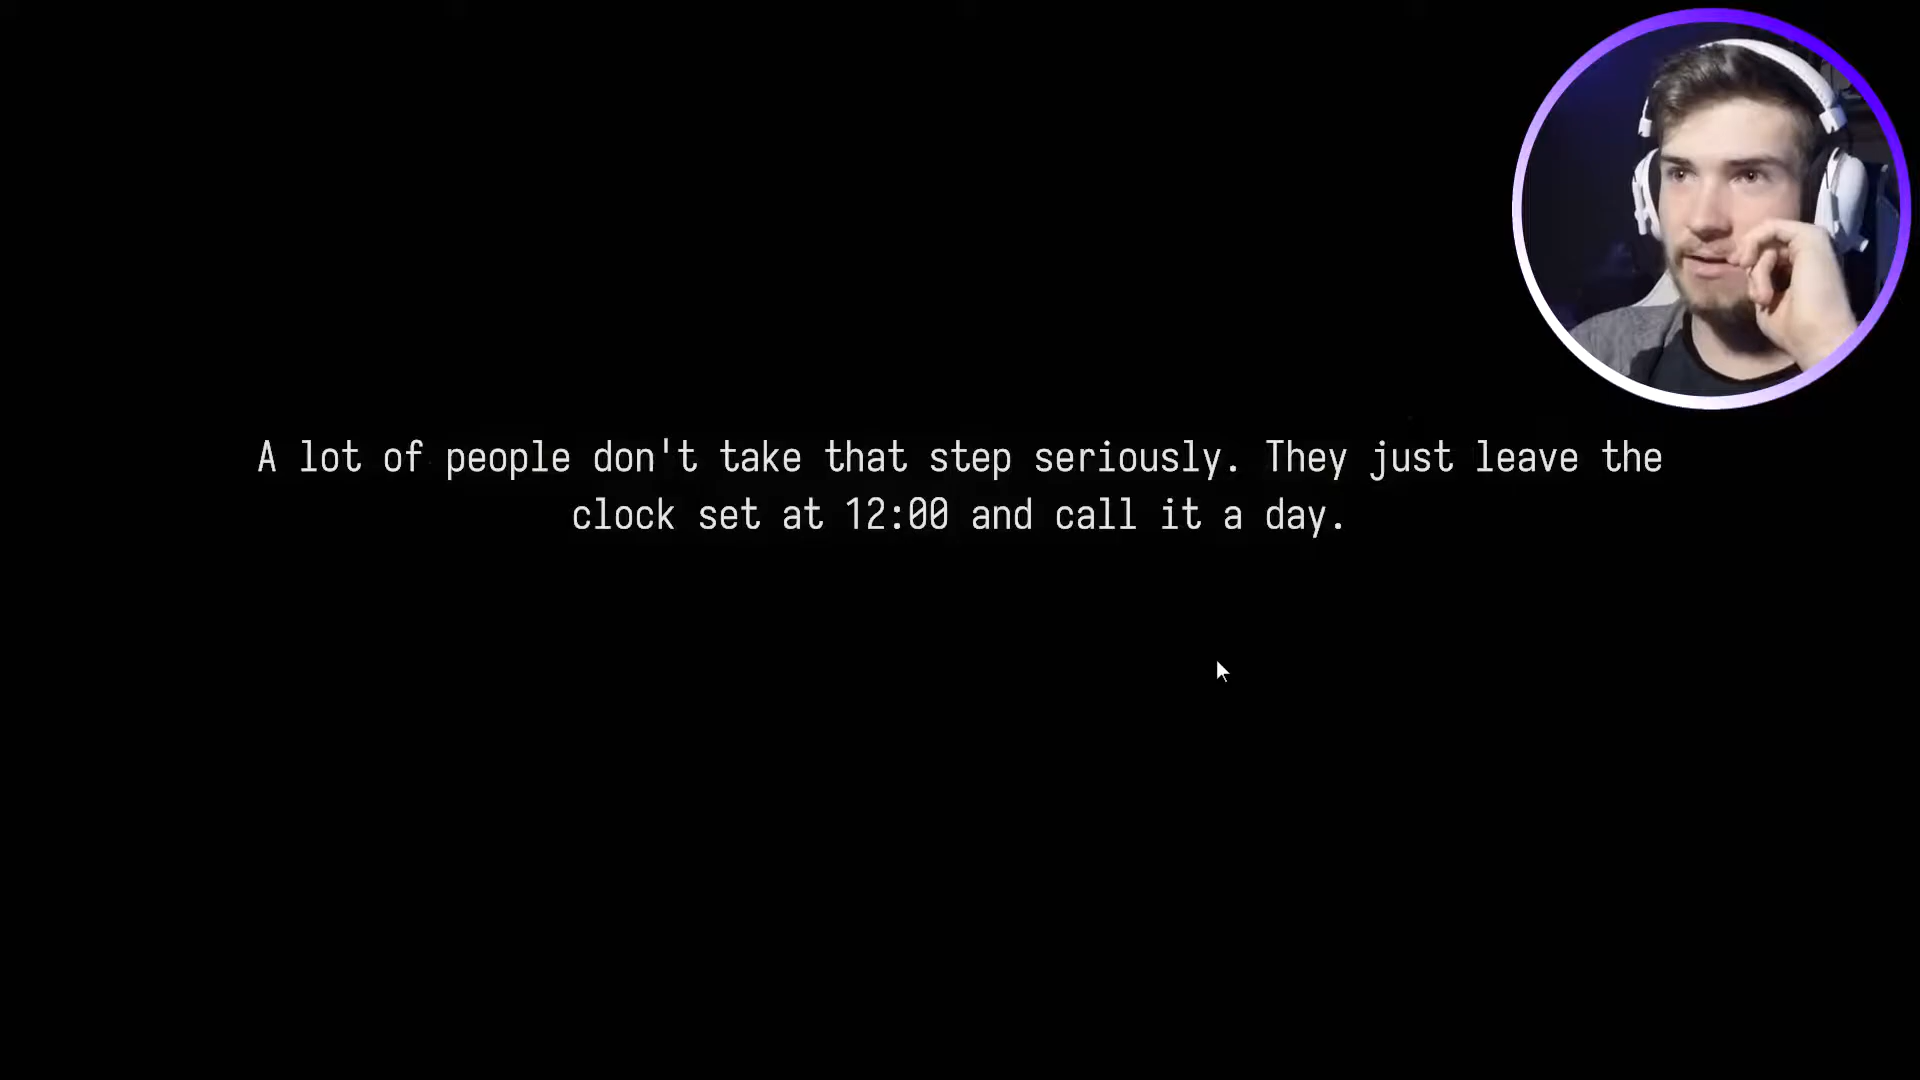 A lot of people don't take that step seriously. They just leave the
clock set at 12:00 and call it a day.